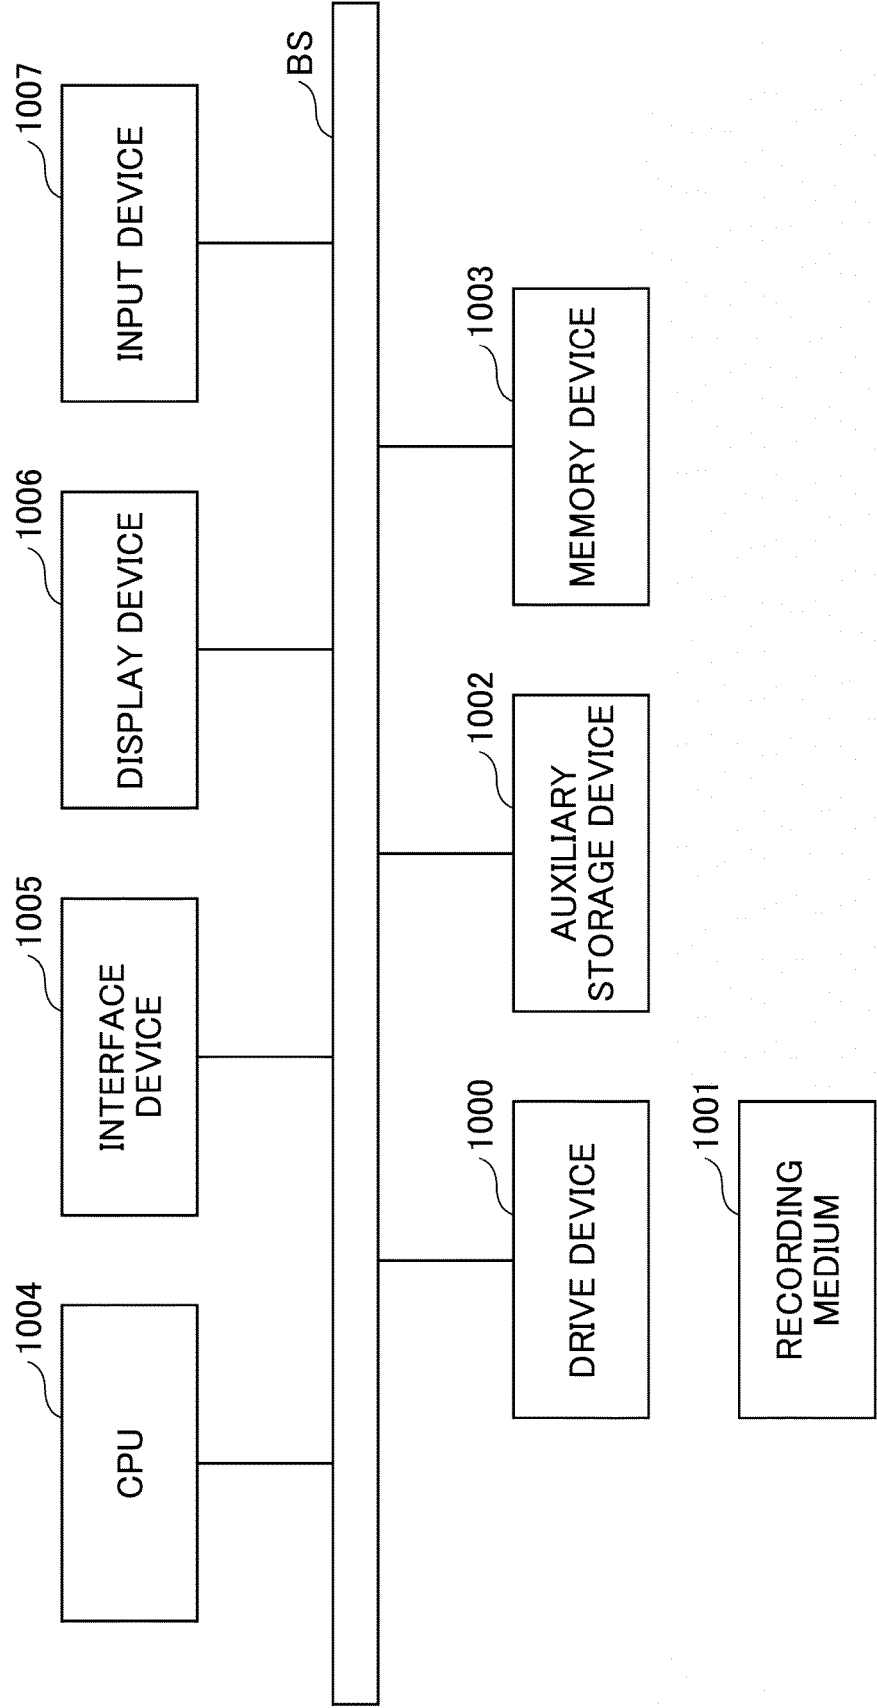 1004
CPU
1005
INTERFACE
DEVICE
1006
DISPLAY DEVICE
1007
INPUT DEVICE
BS
1000
DRIVE DEVICE
1002
AUXILIARY
STORAGE DEVICE
1003
MEMORY DEVICE
1001
RECORDING
MEDIUM